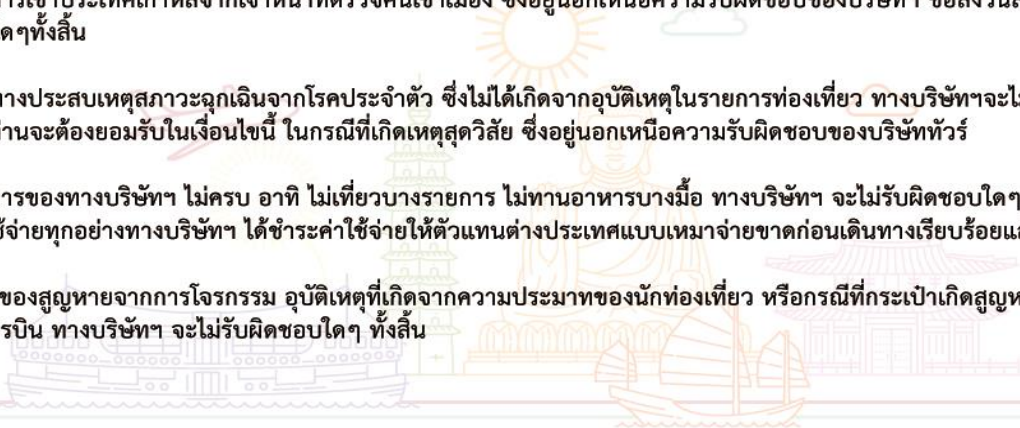 การเข้าประเทศเกาหลีจากเจ้าหน้าที่ตรวจคนเข้าเมือง ซึ่งอยู่นอกเหนือความรับผิดชอบของบริษัทฯ ขอสงวน
ดๆทั้งสิ้น
ทางประสบเหตุสภาวะฉุกเฉินจากโรคประจำตัว ซึ่งไม่ได้เกิดจากอุบัติเหตุในรายการท่องเที่ยว ทางบริษัทฯจะ
่านจะต้องยอมรับในเงื่อนไขนี้ ในกรณีที่เกิดเหตุสุดวิสัย ซึ่งอยู่นอกเหนือความรับผิดชอบของบริษัททัวร์
ารของทางบริษัทฯ ไม่ครบ อาทิ ไม่เที่ยวบางรายการ ไม่ทานอาหารบางมื้อ ทางบริษัทฯ จะไม่รับผิดชอบใดๆ
ช้จ่ายทุกอย่างทางบริษัทฯ ได้ชำระค่าใช้จ่ายให้ตัวแทนต่างประเทศแบบเหมาจ่ายขาดก่อนเดินทางเรียบร้อยแ
ของสูญหายจากการโจรกรรม อุบัติเหตุที่เกิดจากความประมาทของนักท่องเที่ยว หรือกรณีที่กระเป๋าเกิดสูญห
ารบิน ทางบริษัทฯ จะไม่รับผิดชอบใดๆ ทั้งสิ้น